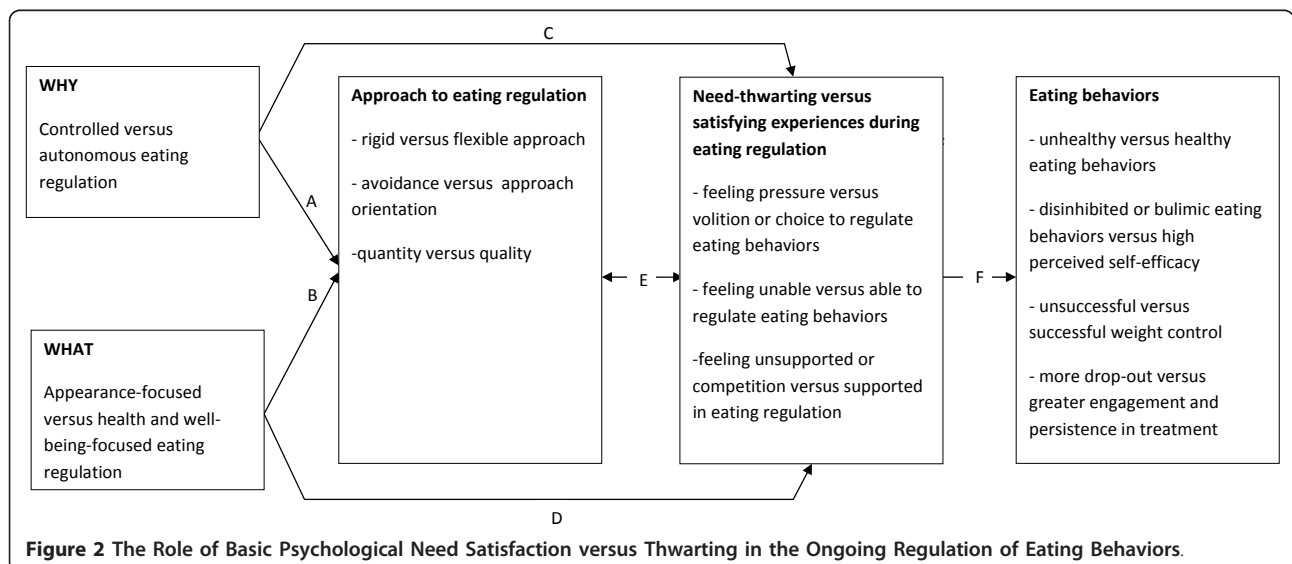 C
WHY
Controlled versus
autonomous eating
regulation
A
B
WHAT
Appearance-focused
versus health and well-
being-focused eating
regulation
D
Approach to eating regulation
- rigid versus flexible approach
- avoidance versus approach
orientation
-quantity versus quality
E
Need-thwarting versus
satisfying experiences during
eating regulation
- feeling pressure versus
volition or choice to regulate
eating behaviors
- feeling unable versus able to
regulate eating behaviors
-feeling unsupported or
competition versus supported
in eating regulation
F
Eating behaviors
- unhealthy versus healthy
eating behaviors
- disinhibited or bulimic eating
behaviors versus high
perceived self-efficacy
- unsuccessful versus
successful weight control
- more drop-out versus
greater engagement and
persistence in treatment
Figure 2 The Role of Basic Psychological Need Satisfaction versus Thwarting in the Ongoing Regulation of Eating Behaviors.